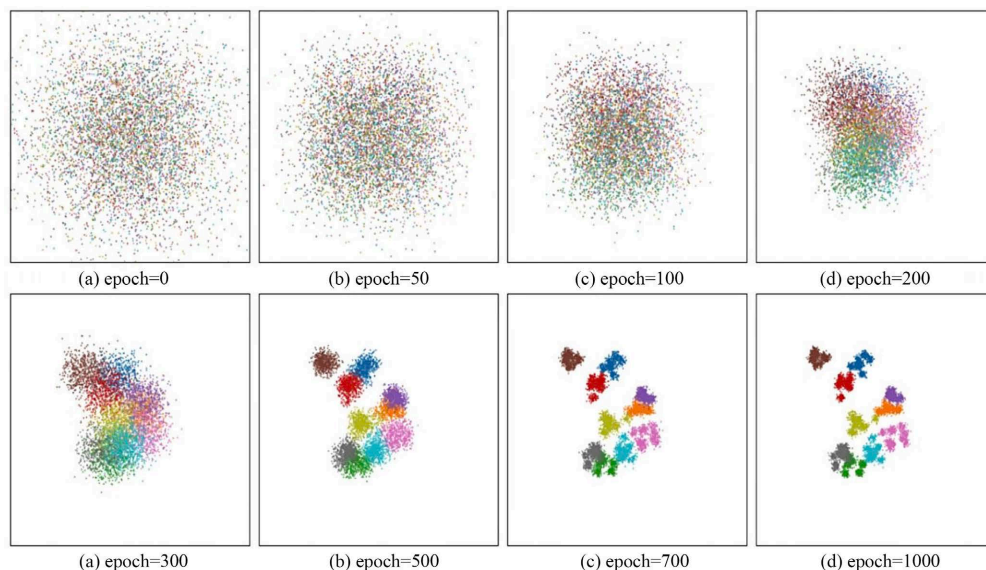 (a) epoch=0
(b) epoch=50
(c) epoch=100
(d) epoch=200
(a) epoch=300
(b) epoch=500
(c) epoch=700
(d) epoch=1000